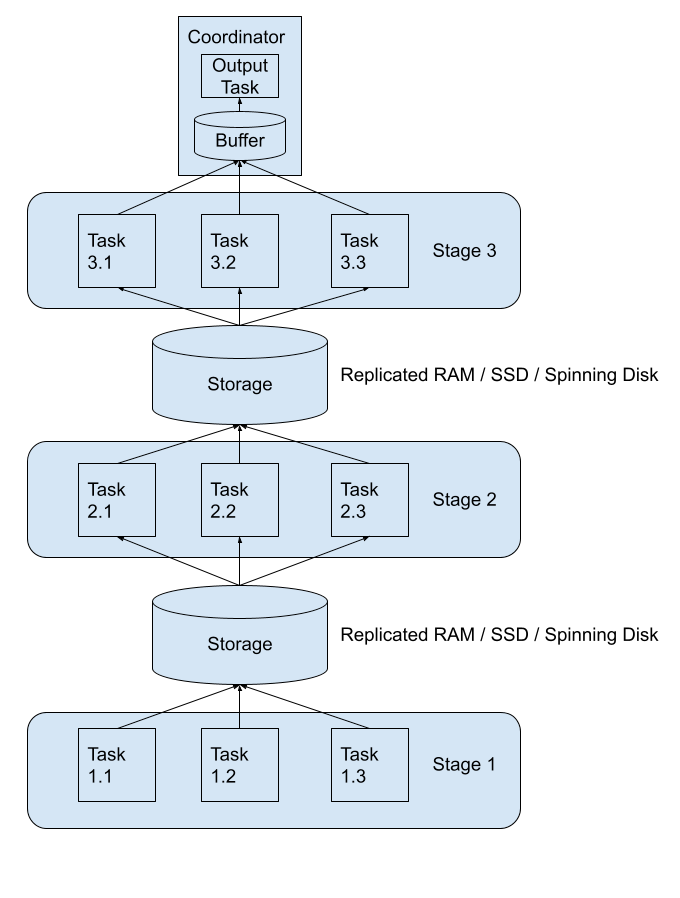 Coordinator
Output
Task
Buffer
Task
3.1
Task
3.2
Task
3.3
Stage 3
Storage
Replicated RAM / SSD / Spinning Disk
Task
2.1
Task
2.2
Task
2.3
Stage 2
Storage
Replicated RAM / SSD / Spinning Disk
Task
1.1
Task
1.2
Task
1.3
Stage 1